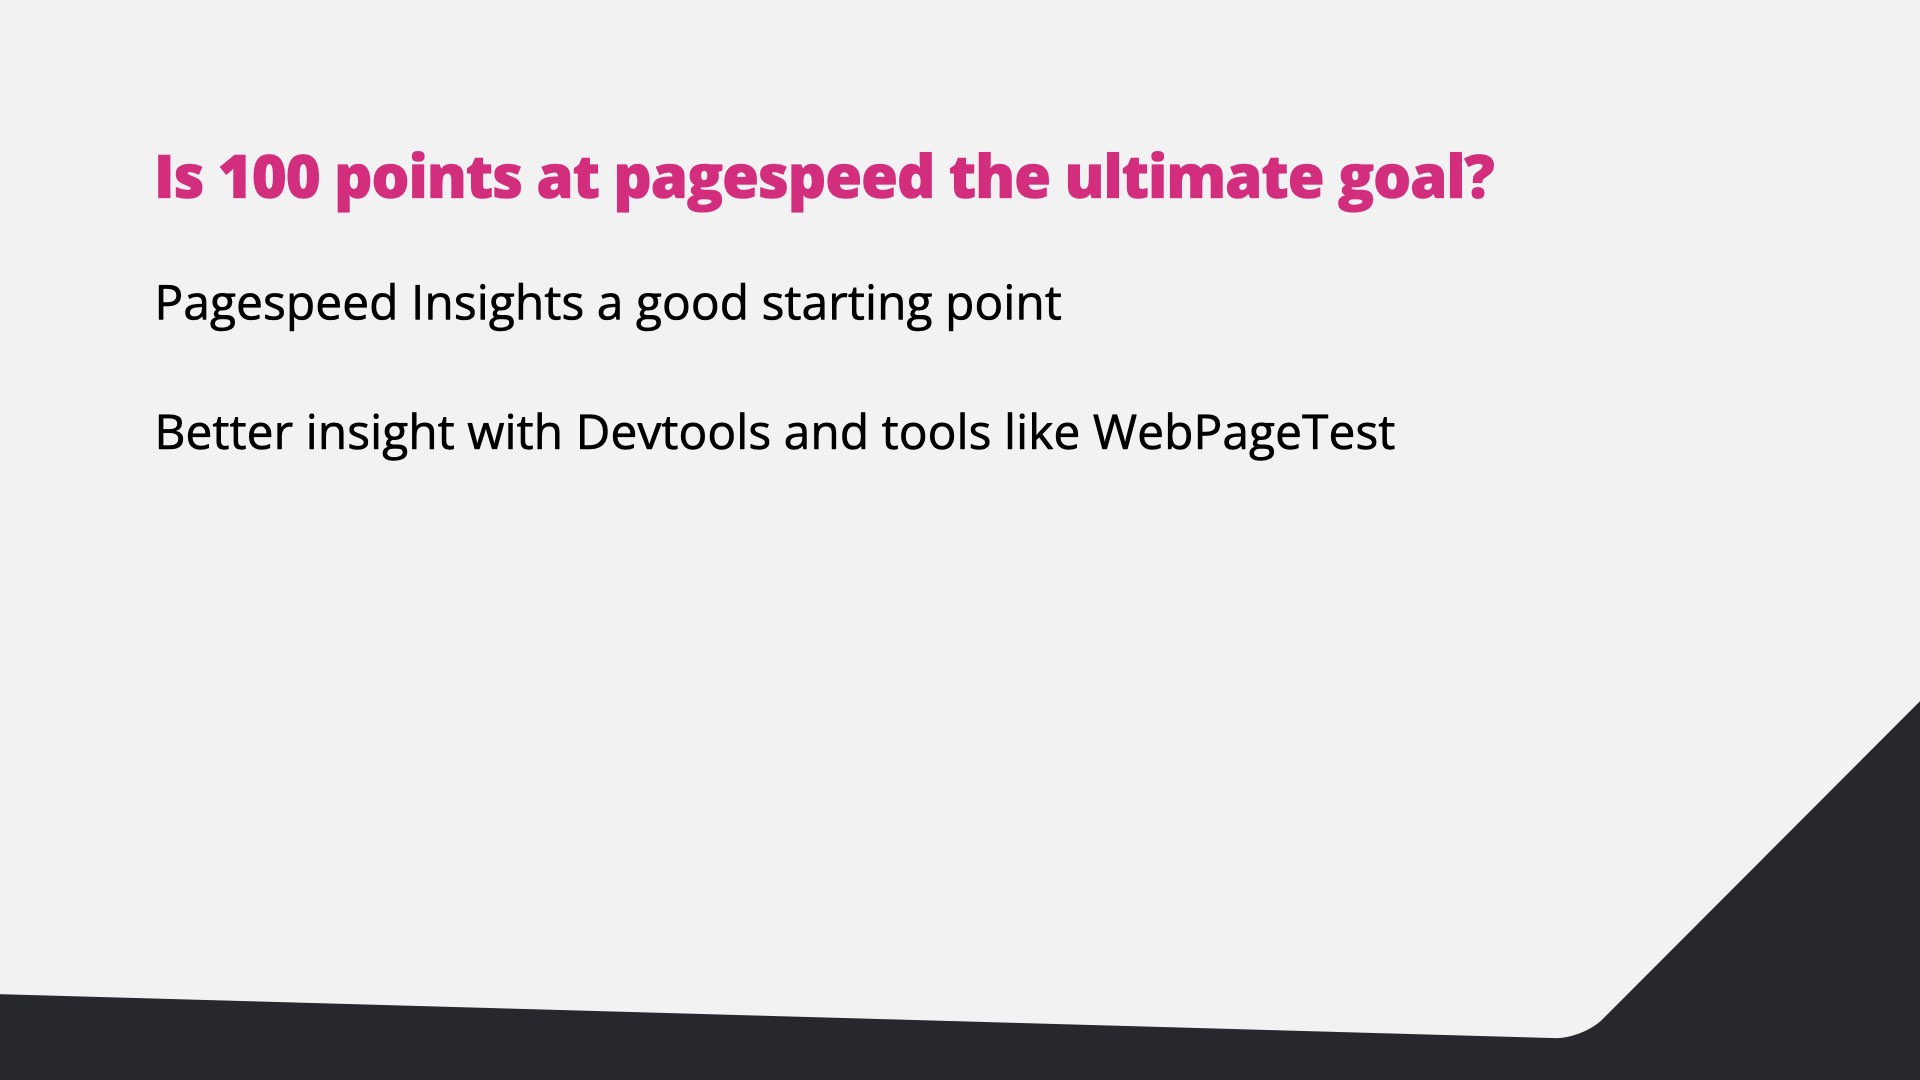 Is 100 points at pagespeed the ultimate goal?
Pagespeed Insights a good starting point
Better insight with Devtools and tools like WebPageTest